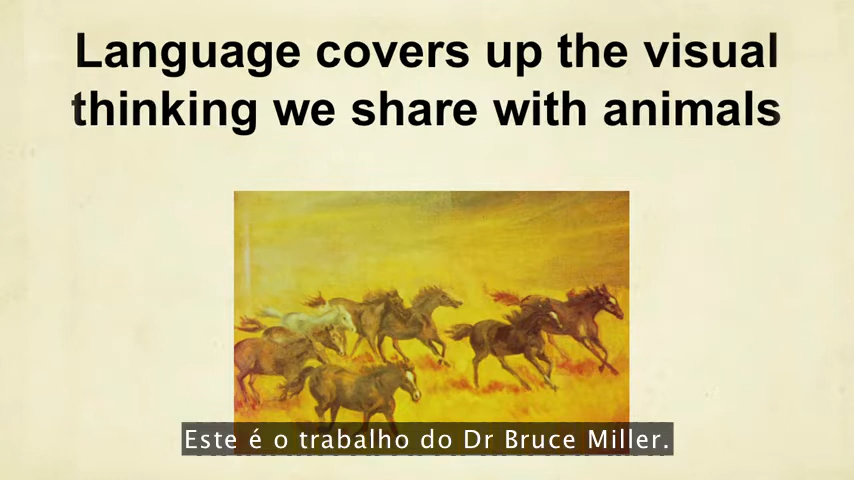 Language covers up the visual
thinking we share with animals
Este é o trabalho do Dr Bruce Miller.